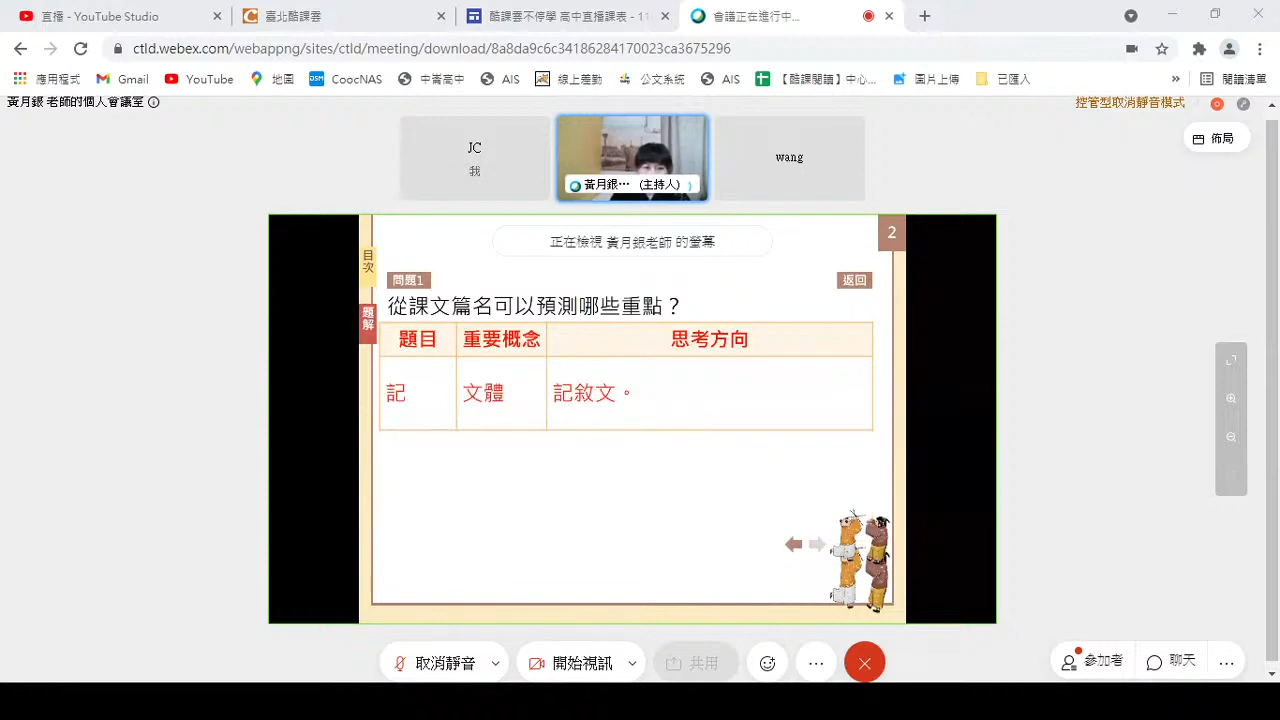 直播 - YouTube Studio
臺北酷課雲
酷課雲不停學 高中直播課表 - 11
會議正在進行中...
ctld.webex.com/webappng/sites/ctld/meeting/download/8a8da9c6c34186284170023ca3675296
應用程式
Gmail
YouTube
地圖
CoocNAS
AIS
線上差勤
公文系統
AIS
【酷課閱讀】中心...
圖片上傳
已匯入
»
閱讀清單
黃月銀 老師的個人會議室
控管型取消靜音模式
佈局
JC
我
黃月銀… (主持人)
wang
正在檢視 黃月銀老師 的螢幕
2
目次
題解
問題1
返回
從課文篇名可以預測哪些重點？
題目 重要概念 思考方向
記 文體 記敘文。
取消靜音
開始視訊
共用
參加者
聊天